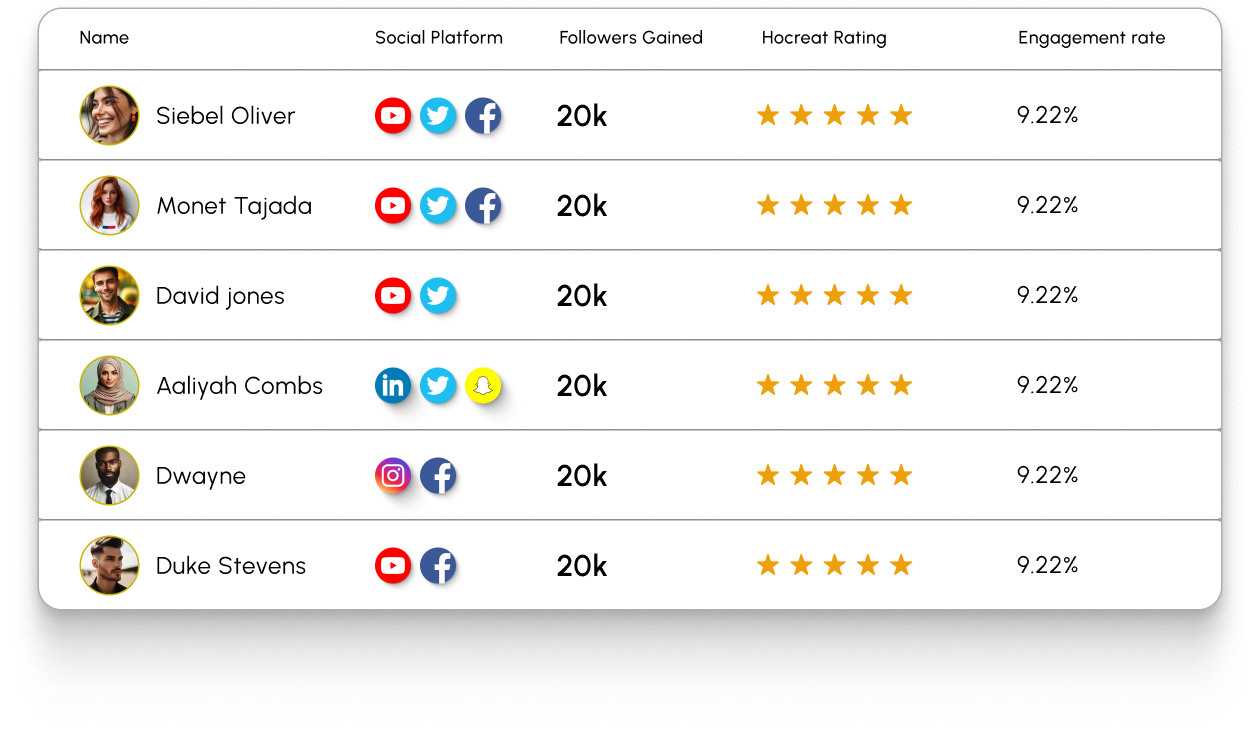 Name Social Platform Followers Gained Hocreat Rating Engagement rate
Siebel Oliver 20k 9.22%
Monet Tajada 20k 9.22%
David jones 20k 9.22%
Aaliyah Combs in 20k 9.22%
Dwayne 20k 9.22%
Duke Stevens 20k 9.22%